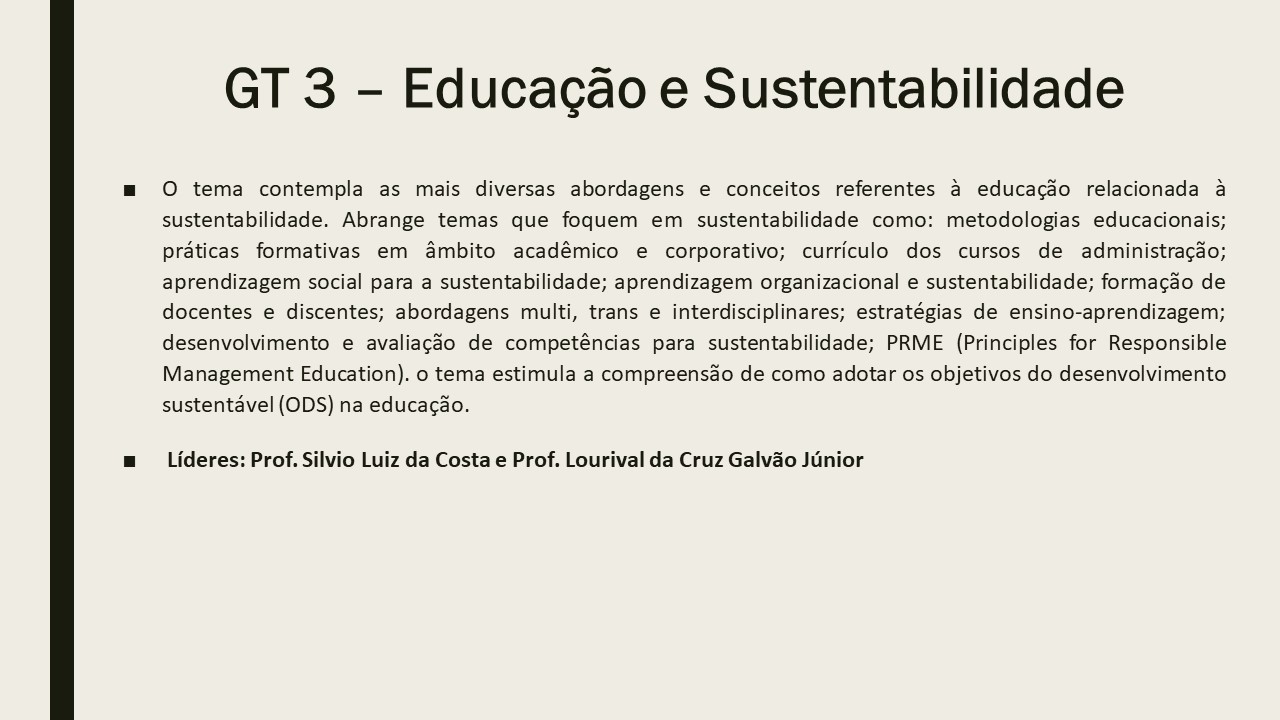 GT 3 – Educação e Sustentabilidade
■ O tema contempla as mais diversas abordagens e conceitos referentes à educação relacionada à
sustentabilidade. Abrange temas que foquem em sustentabilidade como: metodologias educacionais;
práticas formativas em âmbito acadêmico e corporativo; currículo dos cursos de administração;
aprendizagem social para a sustentabilidade; aprendizagem organizacional e sustentabilidade; formação de
docentes e discentes; abordagens multi, trans e interdisciplinares; estratégias de ensino-aprendizagem;
desenvolvimento e avaliação de competências para sustentabilidade; PRME (Principles for Responsible
Management Education). o tema estimula a compreensão de como adotar os objetivos do desenvolvimento
sustentável (ODS) na educação.
■ Líderes: Prof. Silvio Luiz da Costa e Prof. Lourival da Cruz Galvão Júnior